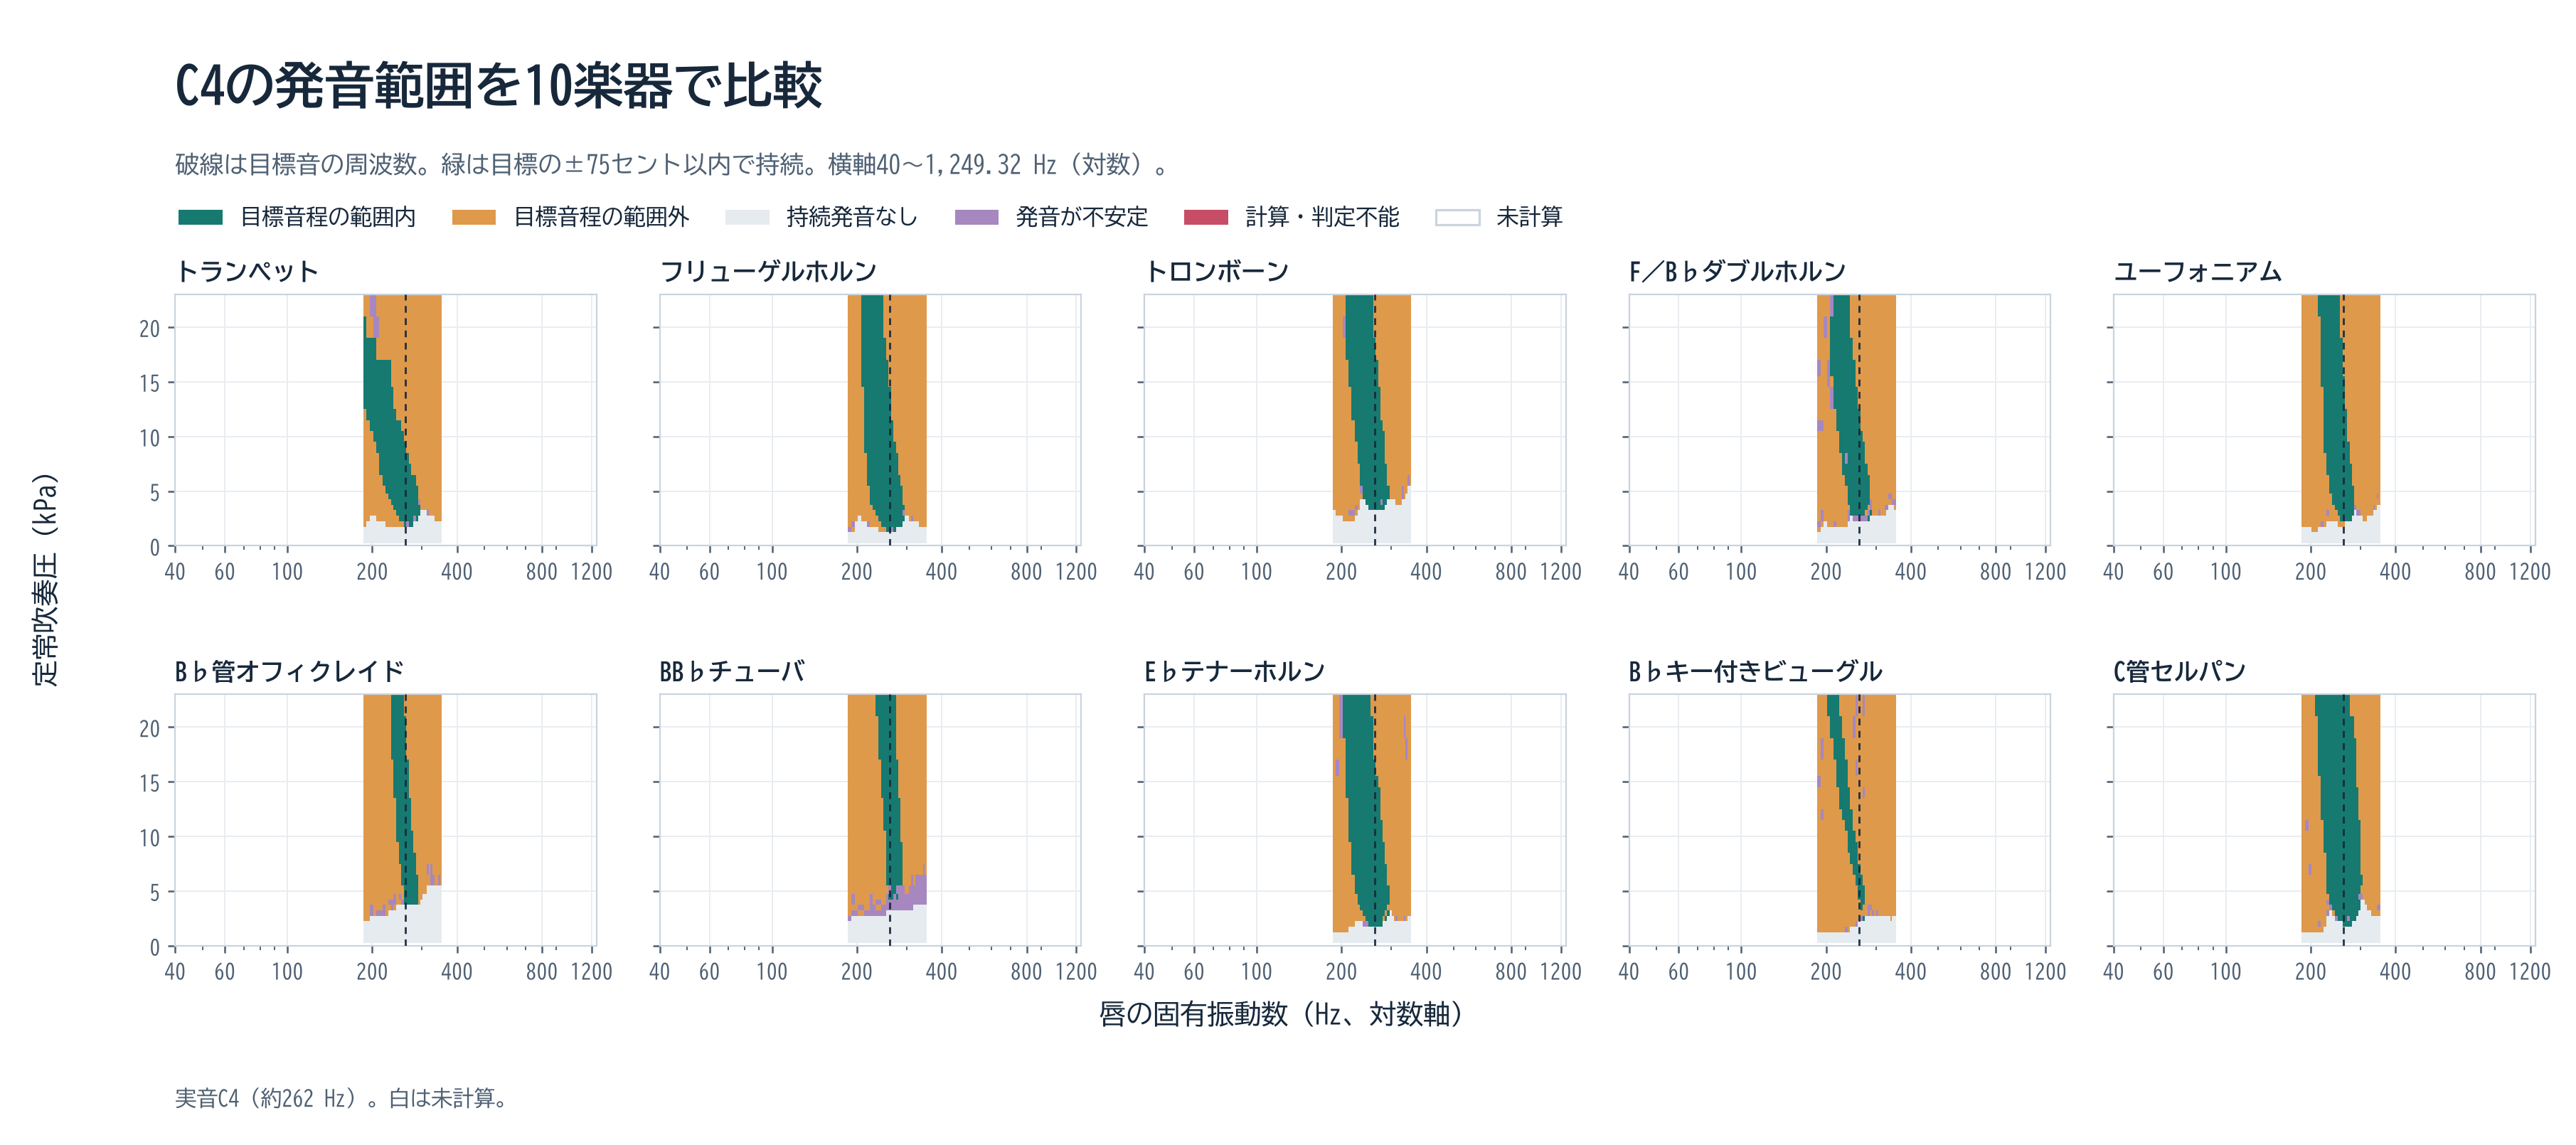 C4の発音範囲を10楽器で比較
破線は目標音の周波数。緑は目標の±75セント以内で持続。横軸40〜1,249.32 Hz（対数）。
目標音程の範囲内 目標音程の範囲外 持続発音なし 発音が不安定 計算・判定不能 未計算
トランペット フリューゲルホルン トロンボーン F／B♭ダブルホルン ユーフォニアム
20
15
10
5
0
40 60 100 200 400 800 1200 40 60 100 200 400 800 1200 40 60 100 200 400 800 1200 40 60 100 200 400 800 1200 40 60 100 200 400 800 1200
定常吹奏圧（kPa）
B♭管オフィクレイド BB♭チューバ E♭テナーホルン B♭キー付きビューグル C管セルパン
20
15
10
5
0
40 60 100 200 400 800 1200 40 60 100 200 400 800 1200 40 60 100 200 400 800 1200 40 60 100 200 400 800 1200 40 60 100 200 400 800 1200
唇の固有振動数（Hz、対数軸）
実音C4（約262 Hz）。白は未計算。